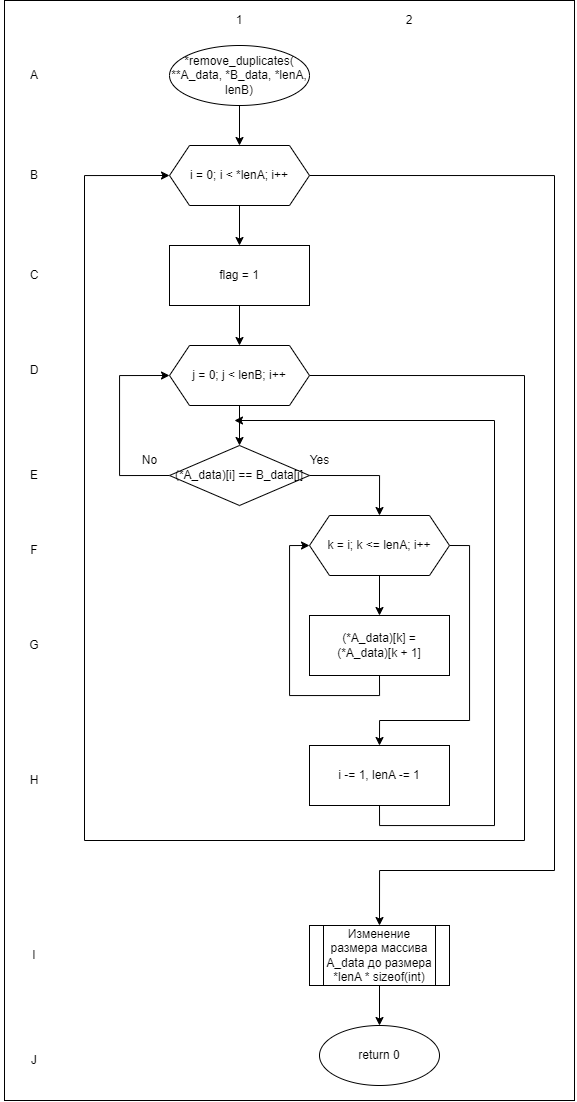 1
2
A
*remove_duplicates(
**A_data, *B_data, *lenA,
lenB)
B
i = 0; i < *lenA; i++
C
flag = 1
D
j = 0; j < lenB; i++
No
Yes
E
(*A_data)[i] == B_data[i]
F
k = i; k <= lenA; i++
G
(*A_data)[k] =
(*A_data)[k + 1]
H
i -= 1, lenA -= 1
I
Изменение
размера массива
A_data до размера
*lenA * sizeof(int)
J
return 0